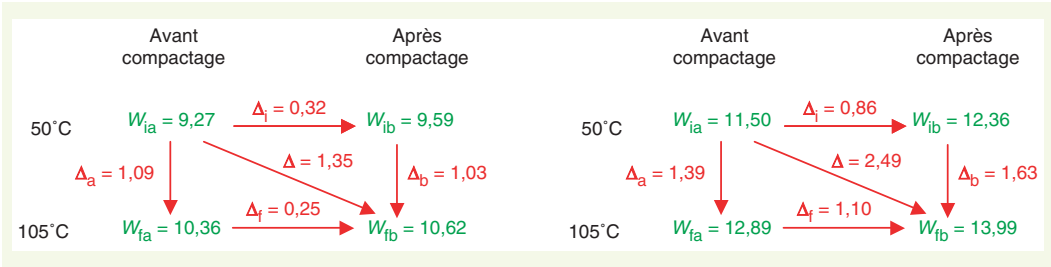 Avant compactage
Après compactage
50°C
W_ia = 9,27
Δ_i = 0,32
W_ib = 9,59
Δ_a = 1,09
Δ = 1,35
Δ_b = 1,03
105°C
W_fa = 10,36
Δ_f = 0,25
W_fb = 10,62
Avant compactage
Après compactage
50°C
W_ia = 11,50
Δ_i = 0,86
W_ib = 12,36
Δ_a = 1,39
Δ = 2,49
Δ_b = 1,63
105°C
W_fa = 12,89
Δ_f = 1,10
W_fb = 13,99